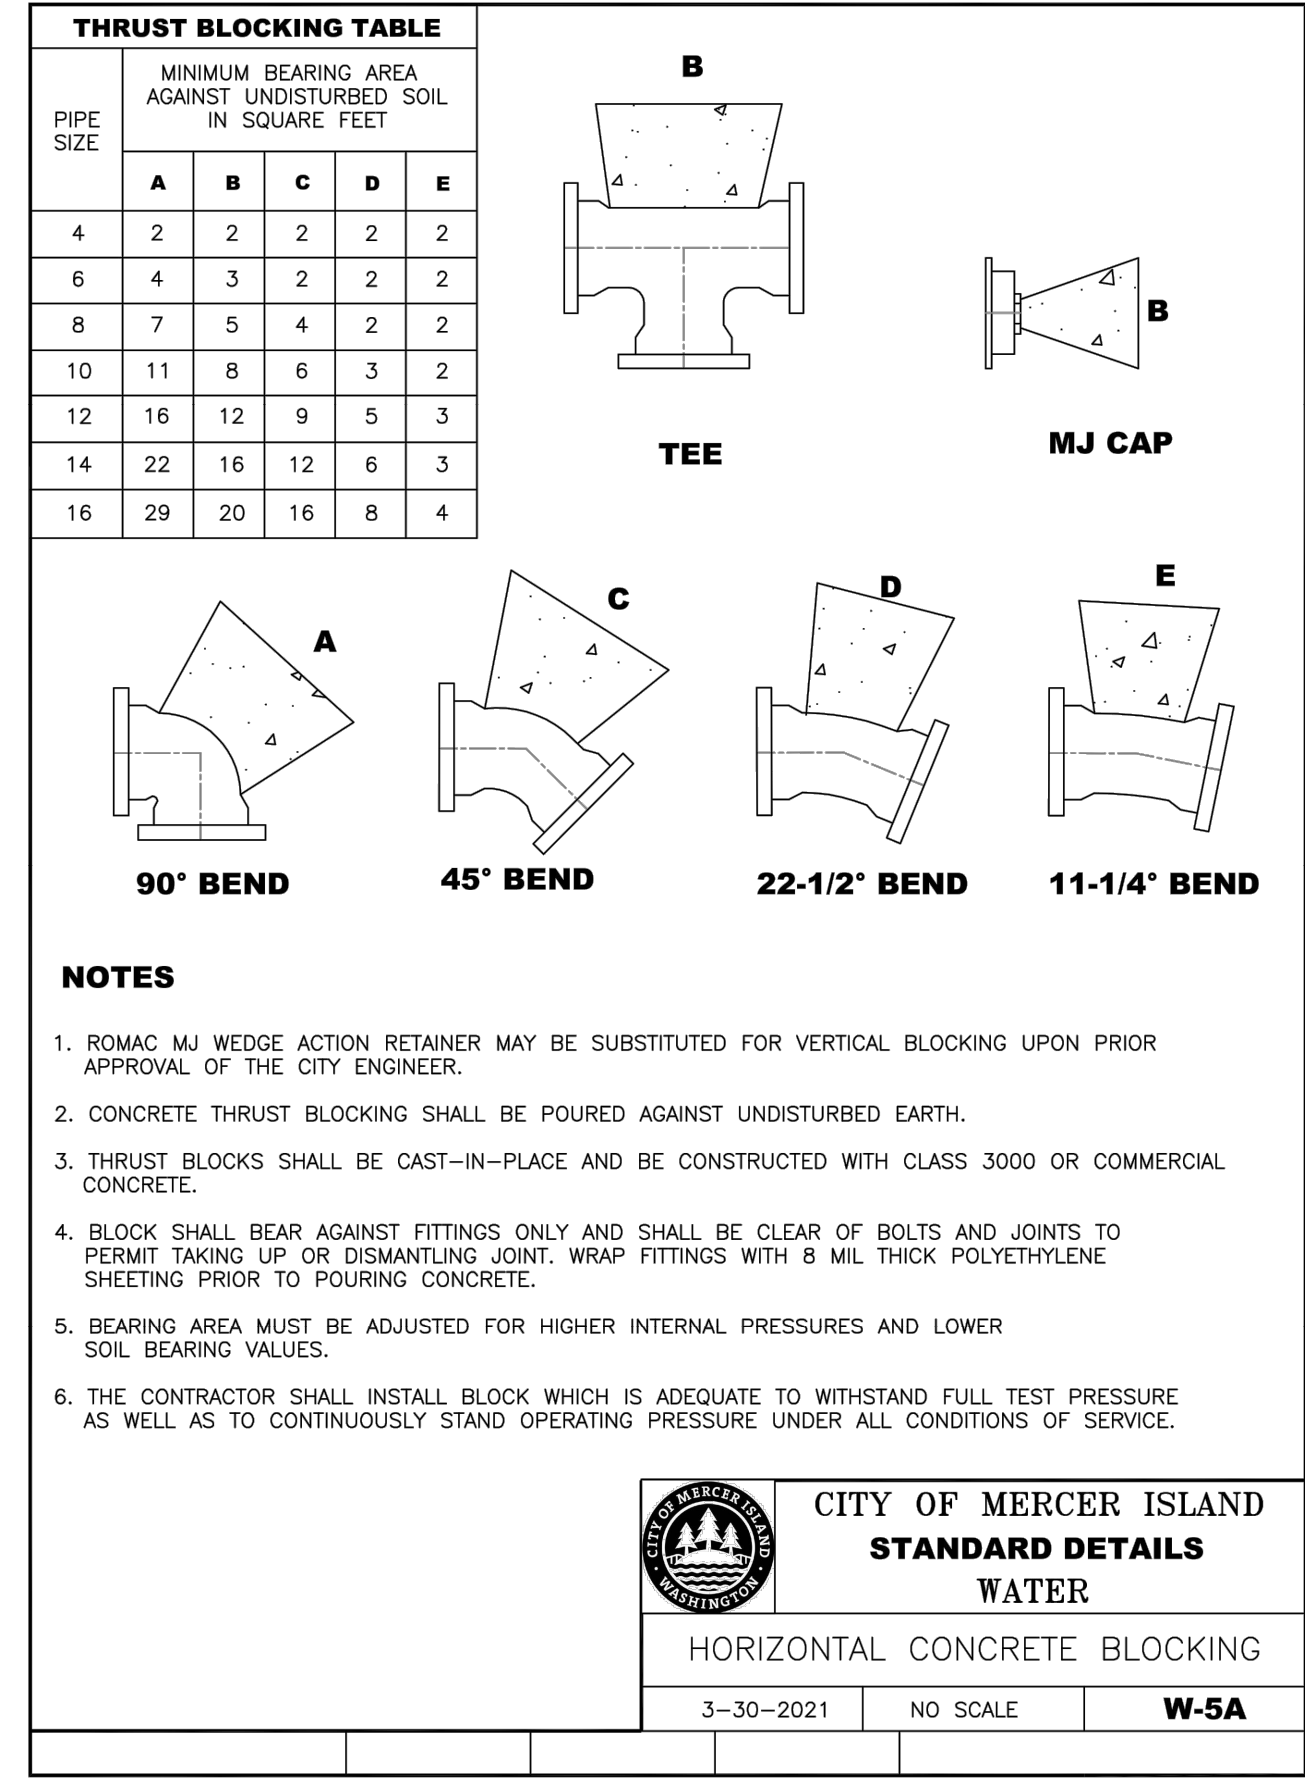 THRUST BLOCKING TABLE
PIPE
SIZE
MINIMUM BEARING AREA
AGAINST UNDISTURBED SOIL
IN SQUARE FEET
A B C D E
4 2 2 2 2 2
6 4 3 2 2 2
8 7 5 4 2 2
10 11 8 6 3 2
12 16 12 9 5 3
14 22 16 12 6 3
16 29 20 16 8 4
B
TEE
B
MJ CAP
A
90° BEND
C
45° BEND
D
22-1/2° BEND
E
11-1/4° BEND
NOTES
1. ROMAC MJ WEDGE ACTION RETAINER MAY BE SUBSTITUTED FOR VERTICAL BLOCKING UPON PRIOR
APPROVAL OF THE CITY ENGINEER.
2. CONCRETE THRUST BLOCKING SHALL BE POURED AGAINST UNDISTURBED EARTH.
3. THRUST BLOCKS SHALL BE CAST-IN-PLACE AND BE CONSTRUCTED WITH CLASS 3000 OR COMMERCIAL
CONCRETE.
4. BLOCK SHALL BEAR AGAINST FITTINGS ONLY AND SHALL BE CLEAR OF BOLTS AND JOINTS TO
PERMIT TAKING UP OR DISMANTLING JOINT. WRAP FITTINGS WITH 8 MIL THICK POLYETHYLENE
SHEETING PRIOR TO POURING CONCRETE.
5. BEARING AREA MUST BE ADJUSTED FOR HIGHER INTERNAL PRESSURES AND LOWER
SOIL BEARING VALUES.
6. THE CONTRACTOR SHALL INSTALL BLOCK WHICH IS ADEQUATE TO WITHSTAND FULL TEST PRESSURE
AS WELL AS TO CONTINUOUSLY STAND OPERATING PRESSURE UNDER ALL CONDITIONS OF SERVICE.
CITY OF MERCER ISLAND
WASHINGTON
CITY OF MERCER ISLAND
STANDARD DETAILS
WATER
HORIZONTAL CONCRETE BLOCKING
3-30-2021 NO SCALE W-5A